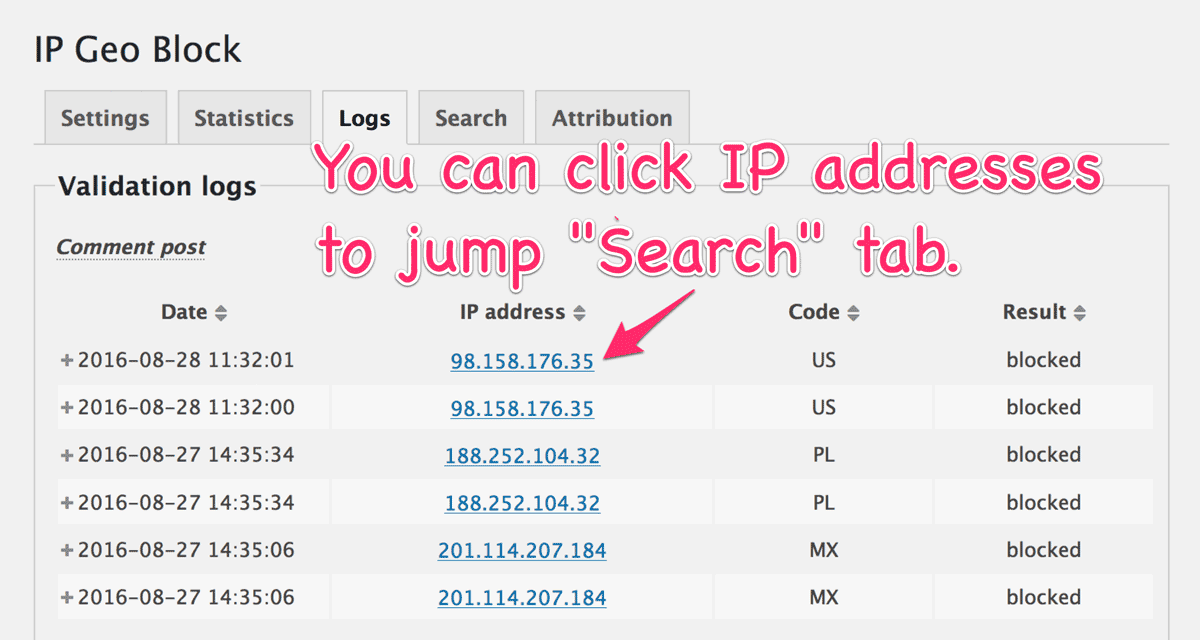 IP Geo Block
Settings Statistics Logs Search Attribution
You can click IP addresses
Validation logs
to jump "Search" tab.
Comment post
Date IP address Code Result
+ 2016-08-28 11:32:01 98.158.176.35 US blocked
+ 2016-08-28 11:32:00 98.158.176.35 US blocked
+ 2016-08-27 14:35:34 188.252.104.32 PL blocked
+ 2016-08-27 14:35:34 188.252.104.32 PL blocked
+ 2016-08-27 14:35:06 201.114.207.184 MX blocked
+ 2016-08-27 14:35:06 201.114.207.184 MX blocked